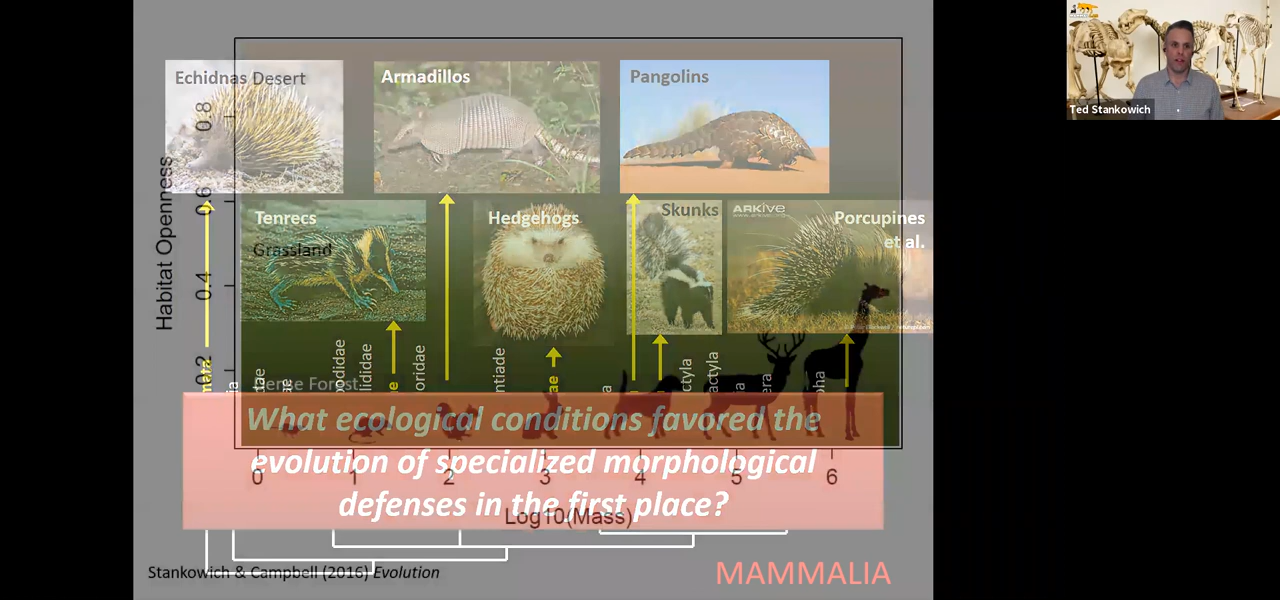 Echidnas Desert
Armadillos
Pangolins
Tenrecs
Grassland
Hedgehogs
Skunks
ARKIVE
Porcupines
et al.
Habitat Openness
0.8
0.6
0.4
0.2
Dense Forest
What ecological conditions favored the
evolution of specialized morphological
defenses in the first place?
0 1 2 3 4 5 6
Log10(Mass)
Stankowich & Campbell (2016) Evolution
MAMMALIA
Ted Stankowich